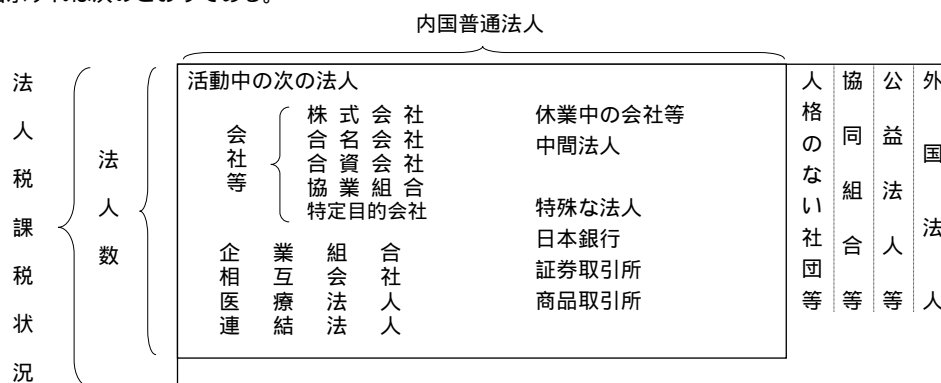 内国普通法人
法人税課税状況
法人数
活動中の次の法人
会社等
株式会社
合名会社
合資会社
協業組合
特定目的会社
企業組合
相互会社
医療法人
連結法人
休業中の会社等
中間法人
特殊な法人
日本銀行
証券取引所
商品取引所
人格のない社団等
協同組合等
公益法人等
外国法人